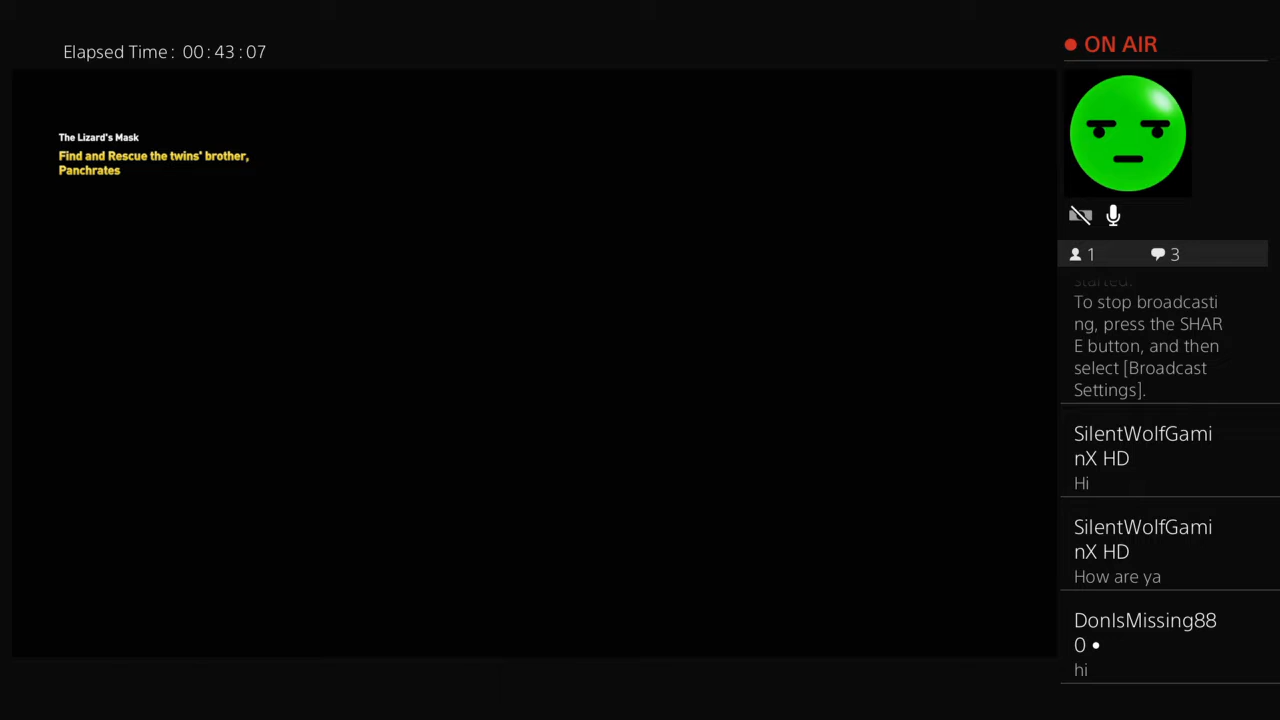 Elapsed Time: 00:43:07
ON AIR
The Lizard's Mask
Find and Rescue the twins' brother,
Panchrates
1
3
started.
To stop broadcasti
ng, press the SHAR
E button, and then
select [Broadcast
Settings].
SilentWolfGami
nX HD
Hi
SilentWolfGami
nX HD
How are ya
DonIsMissing88
0 •
hi